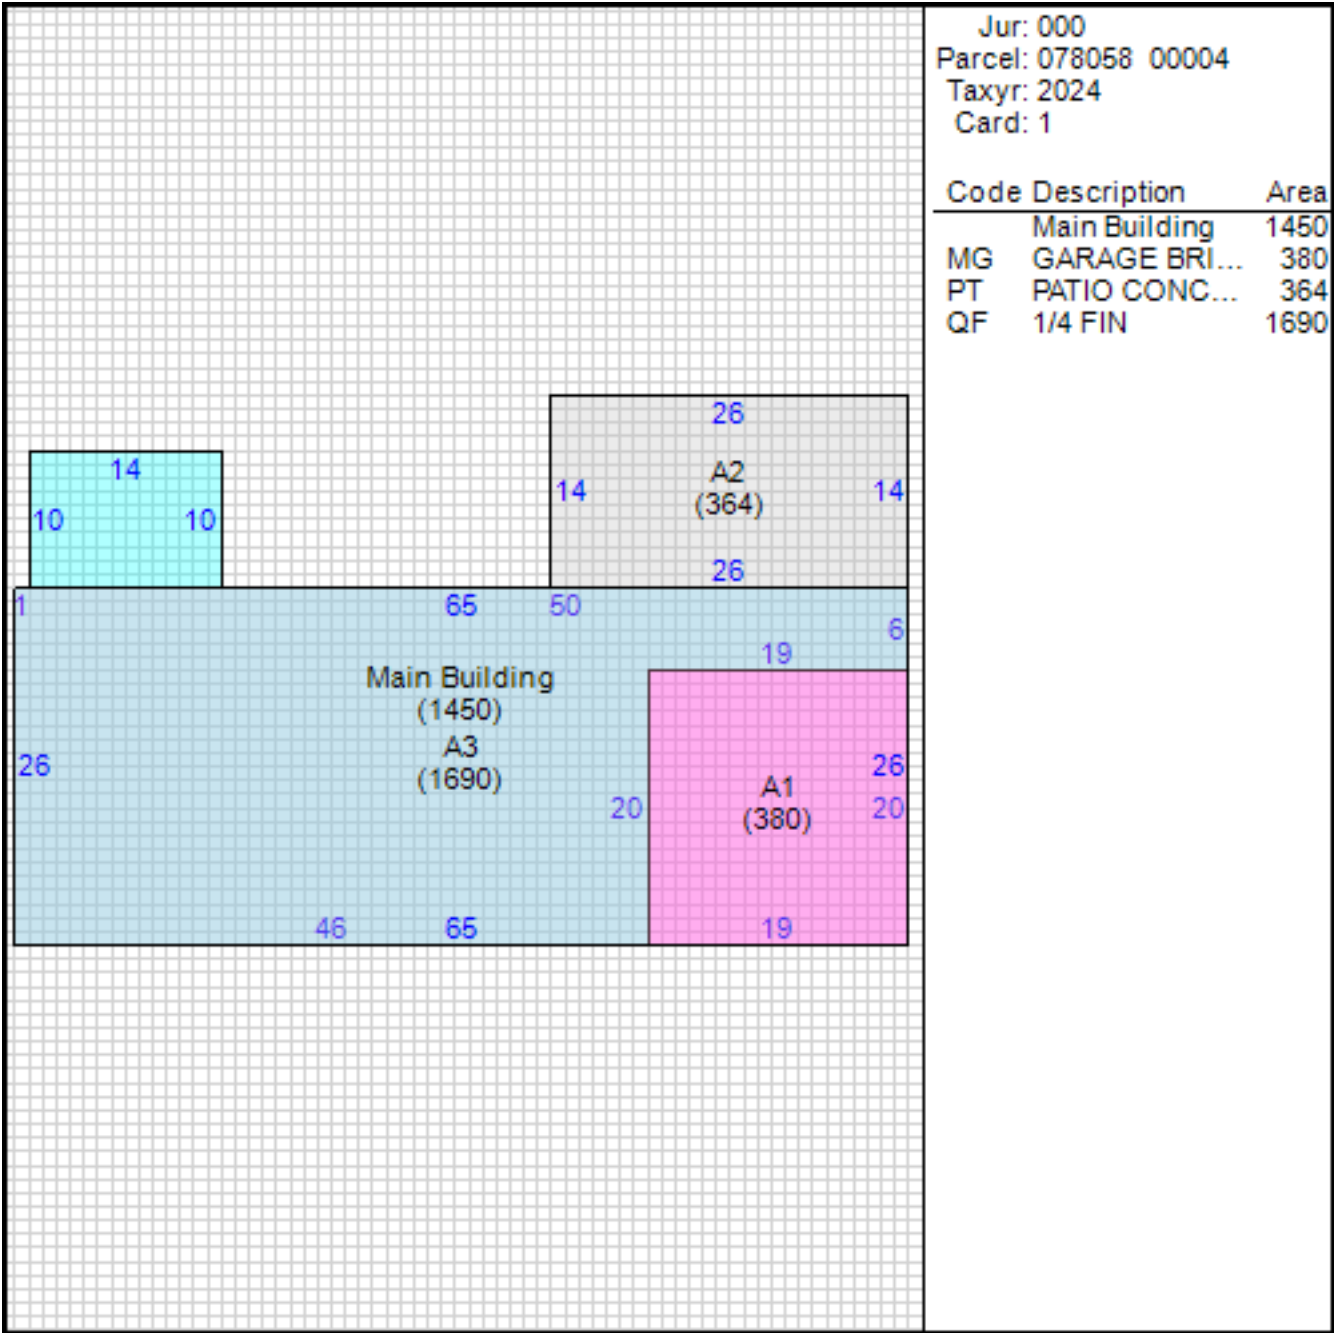 Jur: 000
Parcel: 078058 00004
Taxyr: 2024
Card: 1
Code Description Area
Main Building 1450
MG GARAGE BRI... 380
PT PATIO CONC... 364
QF 1/4 FIN 1690
26
14
A2
14 14
(364)
10 10
26
1 65 50
6
19
Main Building
(1450)
A3
(1690)
26 26
A1
(380)
20 20
46 65 19